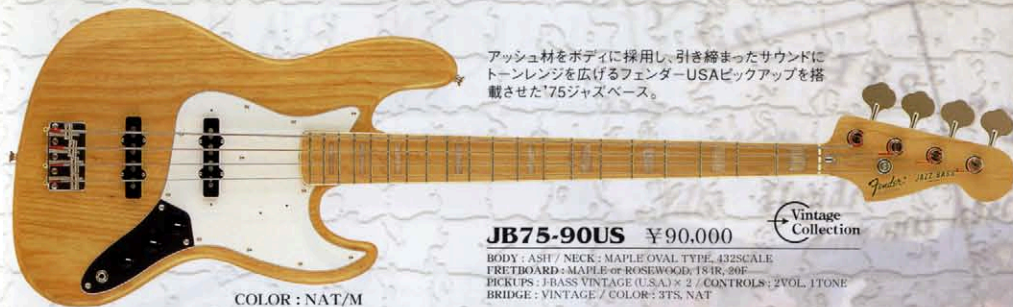 アッシュ材をボディに採用し、引き締まったサウンドに
トーンレンジを広げるフェンダーUSAピックアップを搭
載させた'75ジャズベース。
Fender JAZZ BASS
JB75-90US ¥90,000
Vintage
Collection
BODY : ASH / NECK : MAPLE OVAL TYPE, 432SCALE
FRETBOARD : MAPLE or ROSEWOOD, 184R, 20F
PICKUPS : J-BASS VINTAGE (U.S.A.) × 2 / CONTROLS : 2VOL, 1TONE
BRIDGE : VINTAGE / COLOR : 3TS, NAT
COLOR : NAT/M